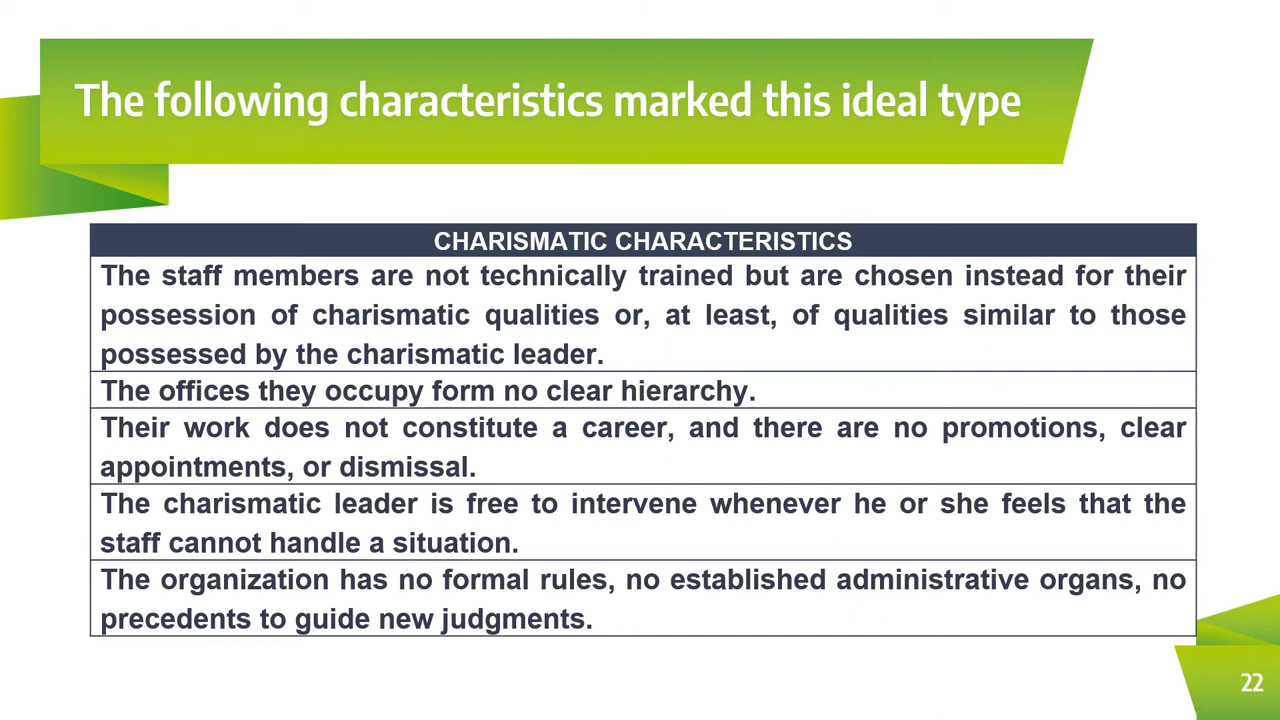 The following characteristics marked this ideal type
CHARISMATIC CHARACTERISTICS
The staff members are not technically trained but are chosen instead for their
possession of charismatic qualities or, at least, of qualities similar to those
possessed by the charismatic leader.
The offices they occupy form no clear hierarchy.
Their work does not constitute a career, and there are no promotions, clear
appointments, or dismissal.
The charismatic leader is free to intervene whenever he or she feels that the
staff cannot handle a situation.
The organization has no formal rules, no established administrative organs, no
precedents to guide new judgments.
22